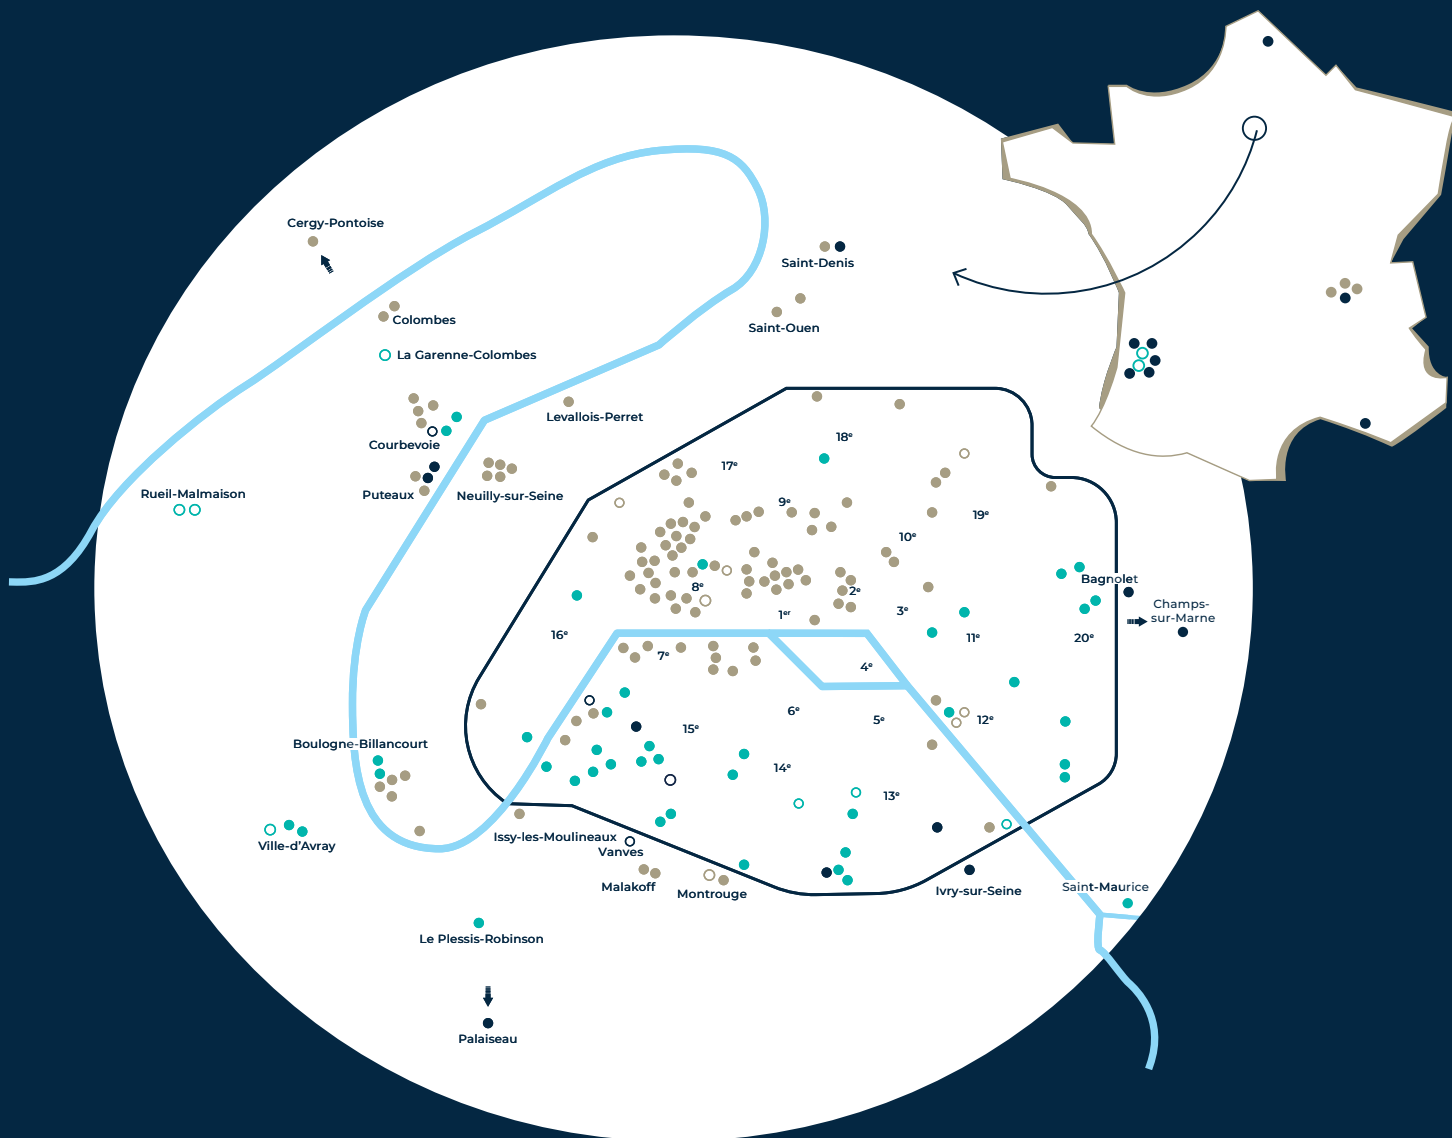 Cergy-Pontoise
Saint-Denis
Colombes
Saint-Ouen
La Garenne-Colombes
Levallois-Perret
Courbevoie
18e
17e
Rueil-Malmaison
Puteaux
Neuilly-sur-Seine
9e
19e
10e
Bagnolet
8e
2e
Champs-
sur-Marne
1er
3e
16e
11e
20e
7e
4e
6e
5e
12e
15e
Boulogne-Billancourt
14e
13e
Issy-les-Moulineaux
Ville-d’Avray
Vanves
Malakoff
Montrouge
Ivry-sur-Seine
Saint-Maurice
Le Plessis-Robinson
Palaiseau